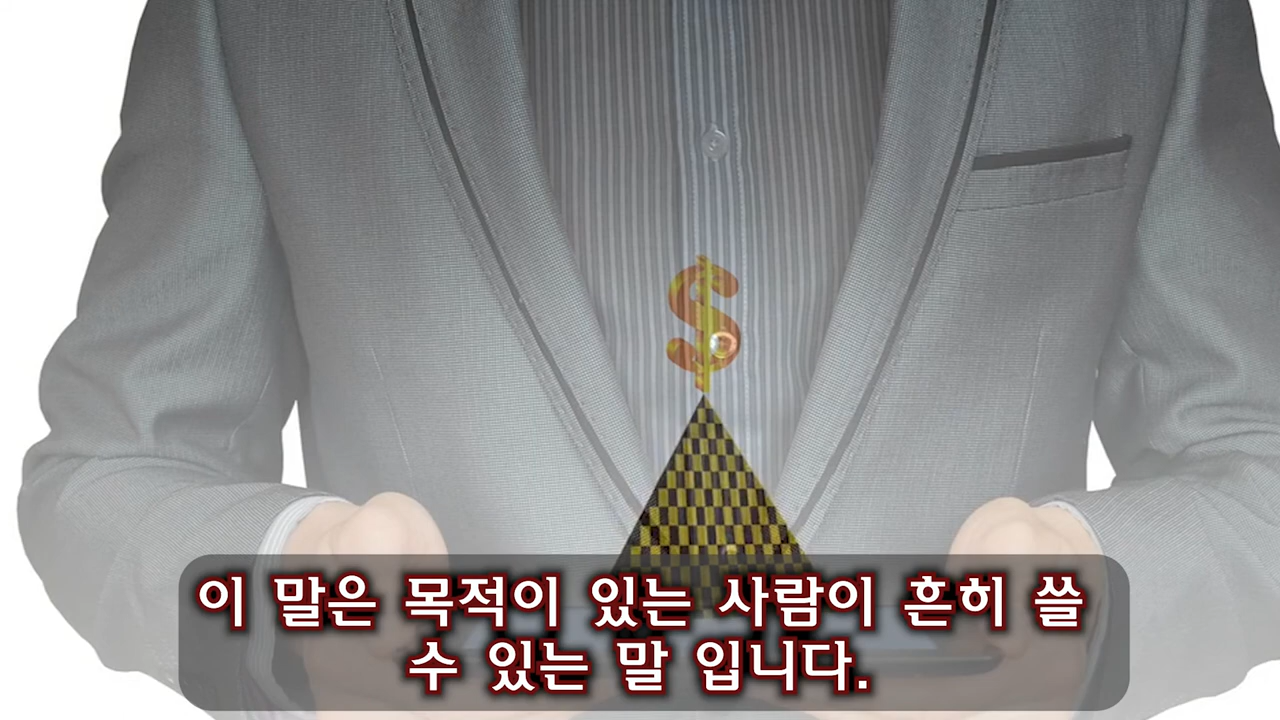 $
이 말은 목적이 있는 사람이 흔히 쓸
수 있는 말 입니다.